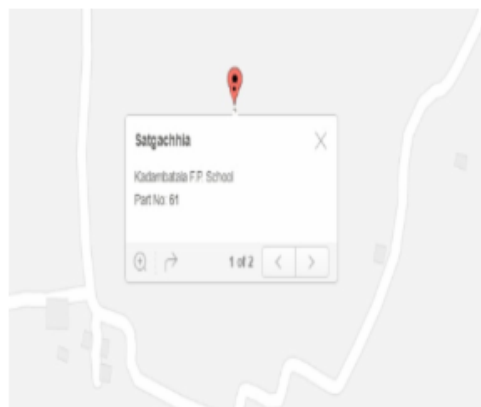 Satgachhia
Kadambatala F.P. School
Part No: 61
1 of 2